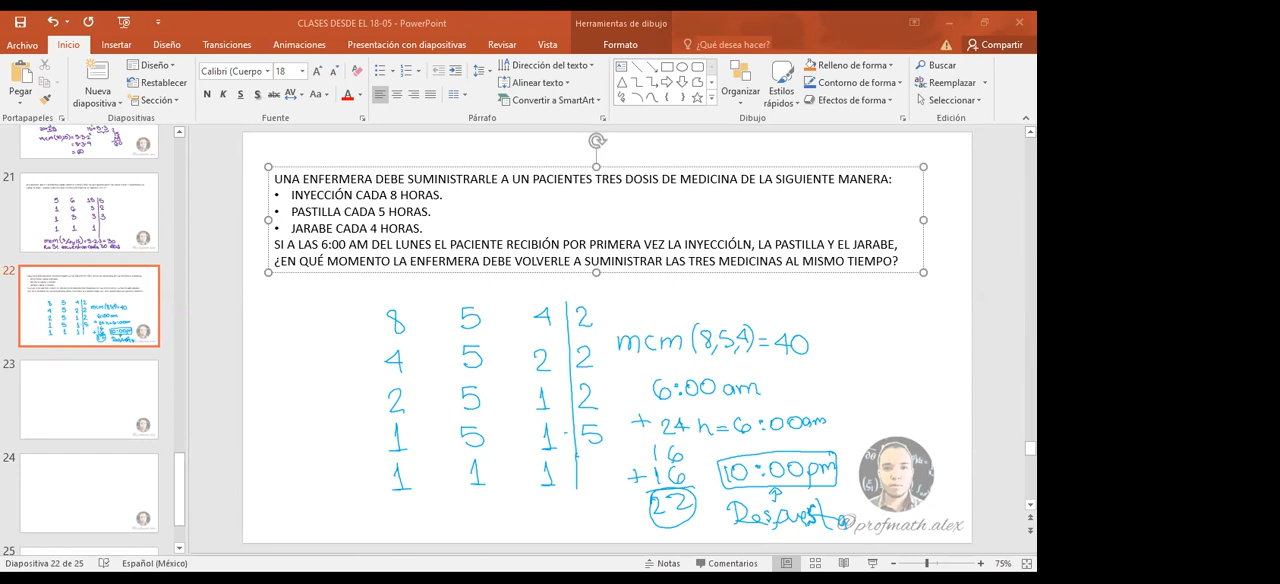 CLASES DESDE EL 18-05 - PowerPoint
Herramientas de dibujo
Archivo Inicio Insertar Diseño Transiciones Animaciones Presentación con diapositivas Revisar Vista Formato ¿Qué desea hacer? Compartir
Pegar
Nueva diapositiva
Diseño
Restablecer
Sección
Calibri (Cuerpo 18
N K S S abc AV Aa A
Dirección del texto
Alinear texto
Convertir a SmartArt
Organizar
Estilos rápidos
Relleno de forma
Contorno de forma
Efectos de forma
Buscar
Reemplazar
Seleccionar
Portapapeles Diapositivas Fuente Párrafo Dibujo Edición
21
22
23
24
25
UNA ENFERMERA DEBE SUMINISTRARLE A UN PACIENTES TRES DOSIS DE MEDICINA DE LA SIGUIENTE MANERA:
• INYECCIÓN CADA 8 HORAS.
• PASTILLA CADA 5 HORAS.
• JARABE CADA 4 HORAS.
SI A LAS 6:00 AM DEL LUNES EL PACIENTE RECIBIÓN POR PRIMERA VEZ LA INYECCIÓLN, LA PASTILLA Y EL JARABE,
¿EN QUÉ MOMENTO LA ENFERMERA DEBE VOLVERLE A SUMINISTRAR LAS TRES MEDICINAS AL MISMO TIEMPO?
8 5 4 2
4 5 2 2
2 5 1 2
1 5 1 5
1 1 1
mcm (8,5,4) = 40
6:00 am
+ 24 h = 6:00am
16
+16
22
10:00pm
Respuesta
@profmath.alex
Diapositiva 22 de 25 Español (México) Notas Comentarios 75%